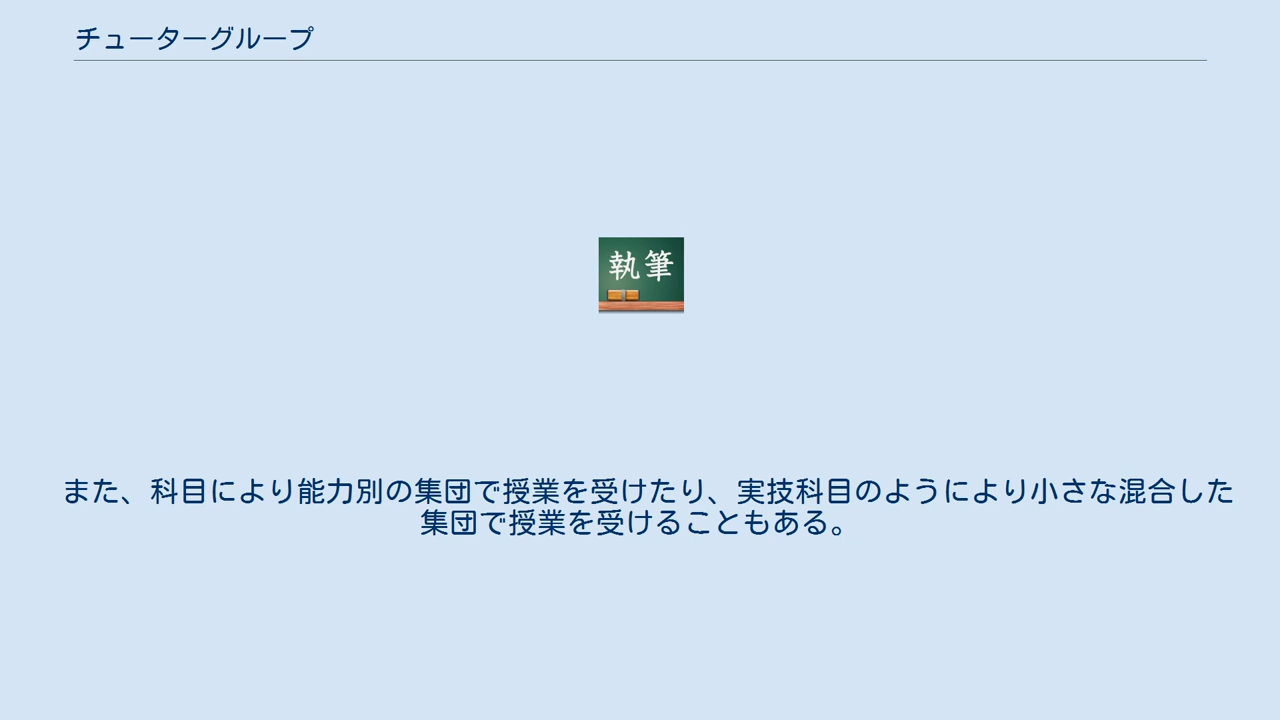 チューターグループ
執筆
また、科目により能力別の集団で授業を受けたり、実技科目のようにより小さな混合した
集団で授業を受けることもある。